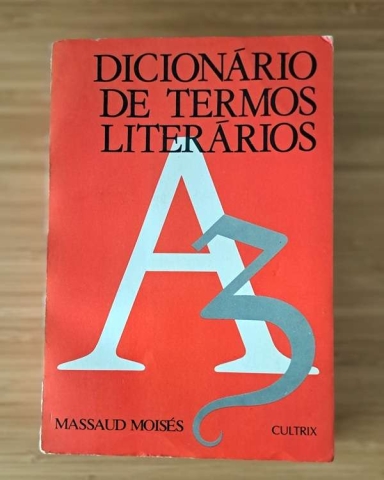 DICIONÁRIO
DE TERMOS
LITERÁRIOS
A
Z
MASSAUD MOISÉS
CULTRIX